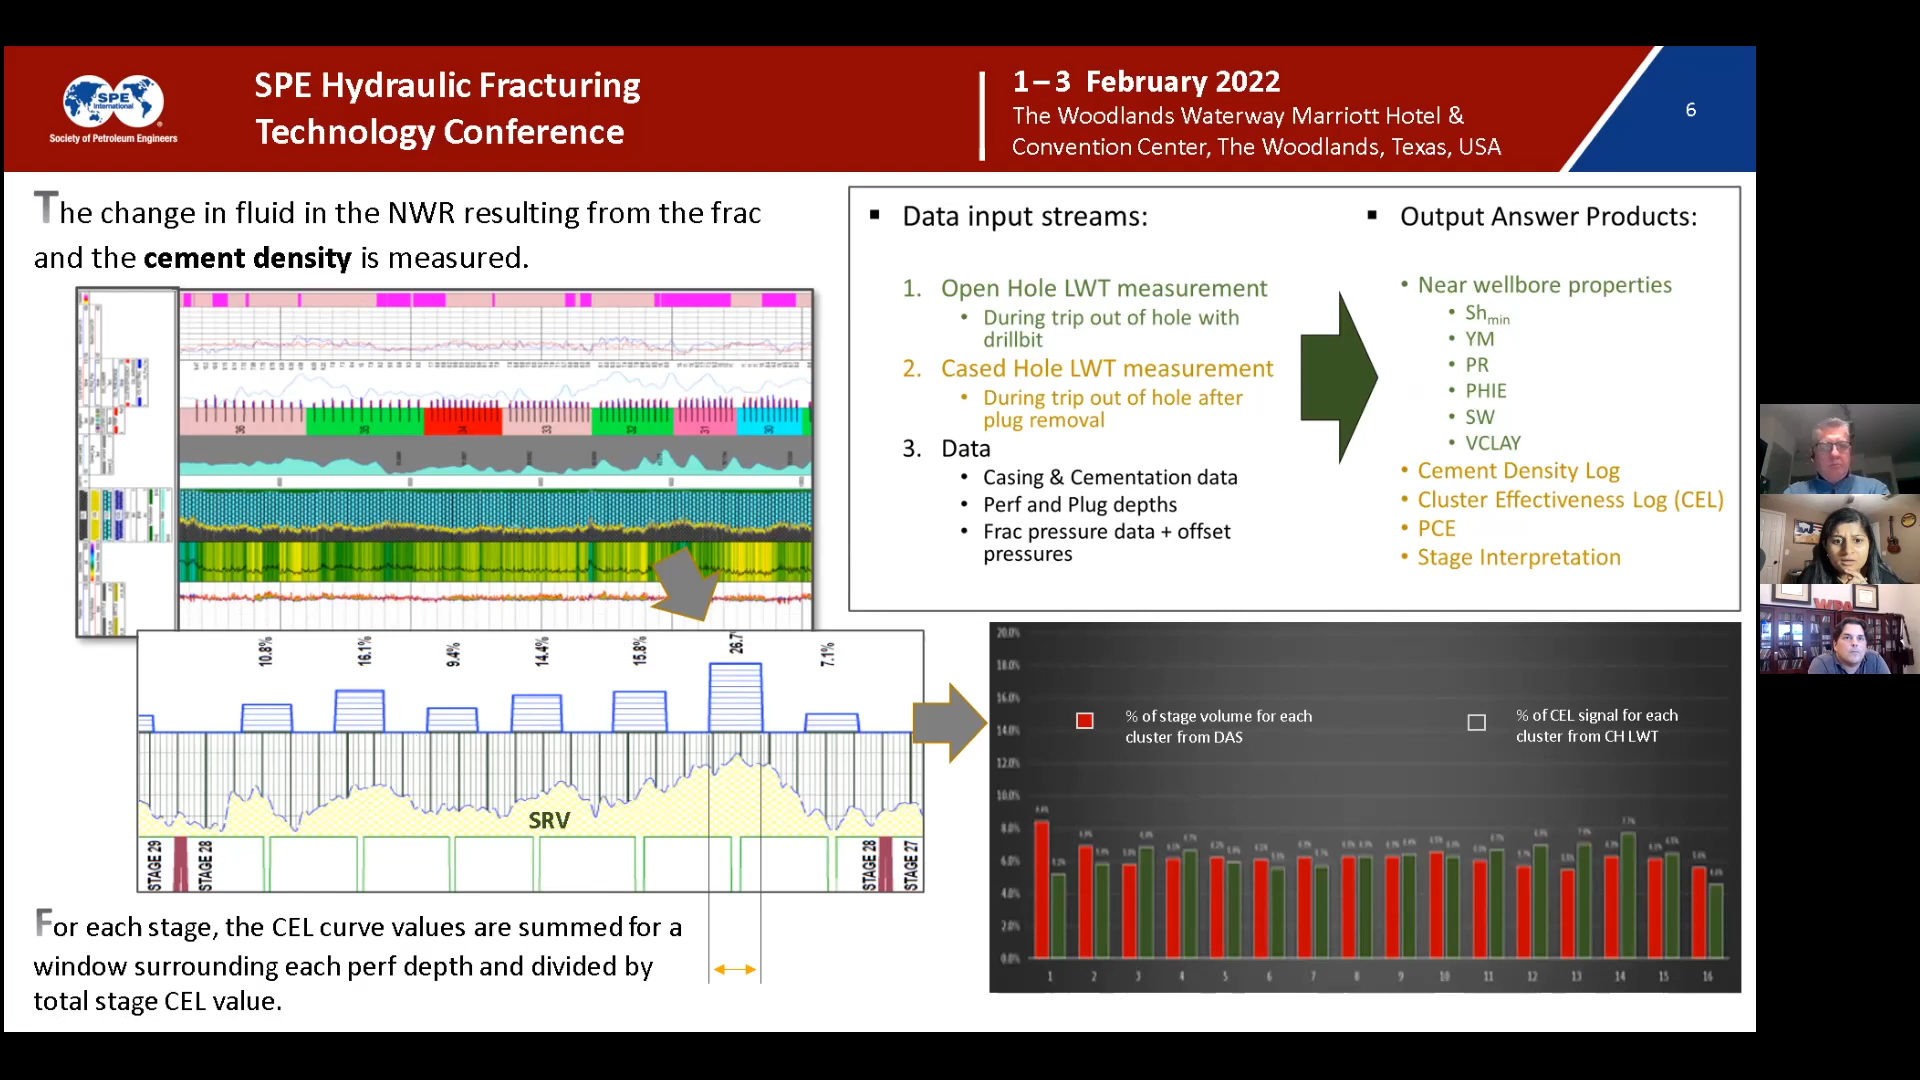 SPE
International
Society of Petroleum Engineers
SPE Hydraulic Fracturing
Technology Conference
1 – 3 February 2022
The Woodlands Waterway Marriott Hotel &
Convention Center, The Woodlands, Texas, USA
6
The change in fluid in the NWR resulting from the frac
and the cement density is measured.
36
35
34
33
32
31
30
10.8%
16.1%
9.4%
14.4%
15.8%
26.7
7.1%
SRV
STAGE 29
STAGE 28
STAGE 28
STAGE 27
For each stage, the CEL curve values are summed for a
window surrounding each perf depth and divided by
total stage CEL value.
▪ Data input streams:
1. Open Hole LWT measurement
• During trip out of hole with
drillbit
2. Cased Hole LWT measurement
• During trip out of hole after
plug removal
3. Data
• Casing & Cementation data
• Perf and Plug depths
• Frac pressure data + offset
pressures
▪ Output Answer Products:
• Near wellbore properties
• Shmin
• YM
• PR
• PHIE
• SW
• VCLAY
• Cement Density Log
• Cluster Effectiveness Log (CEL)
• PCE
• Stage Interpretation
20.0%
18.0%
16.0%
14.0%
12.0%
10.0%
8.0%
6.0%
4.0%
2.0%
0.0%
% of stage volume for each
cluster from DAS
% of CEL signal for each
cluster from CH LWT
1 2 3 4 5 6 7 8 9 10 11 12 13 14 15 16